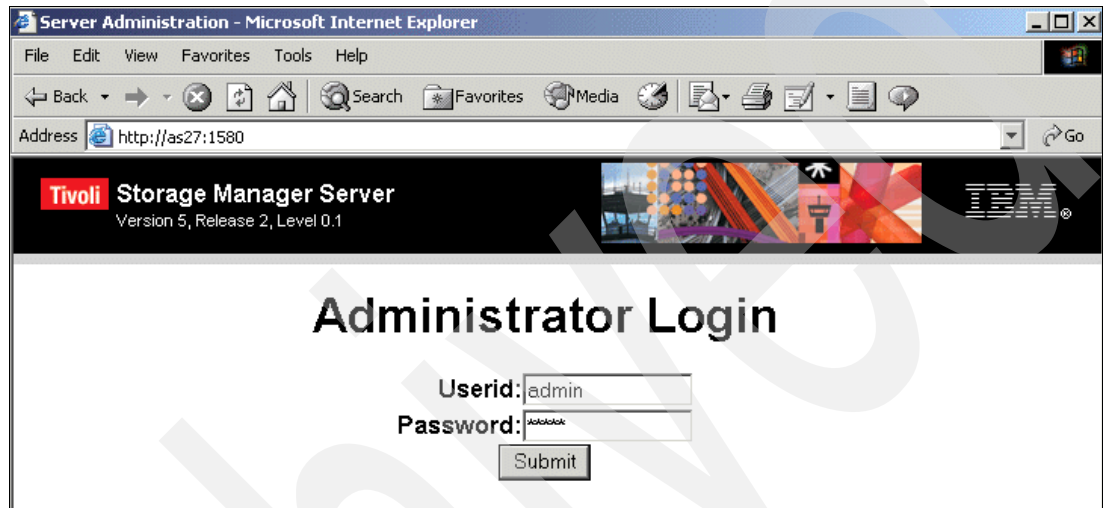 Server Administration - Microsoft Internet Explorer
File Edit View Favorites Tools Help
Back Search Favorites Media
Address http://as27:1580 Go
Tivoli Storage Manager Server
Version 5, Release 2, Level 0.1
IBM®
Administrator Login
Userid: admin
Password: ******
Submit